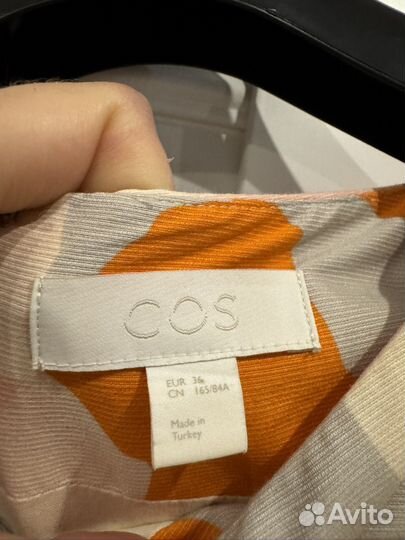 COS
EUR 36
CN 165/84A
Made in
Turkey
Avito